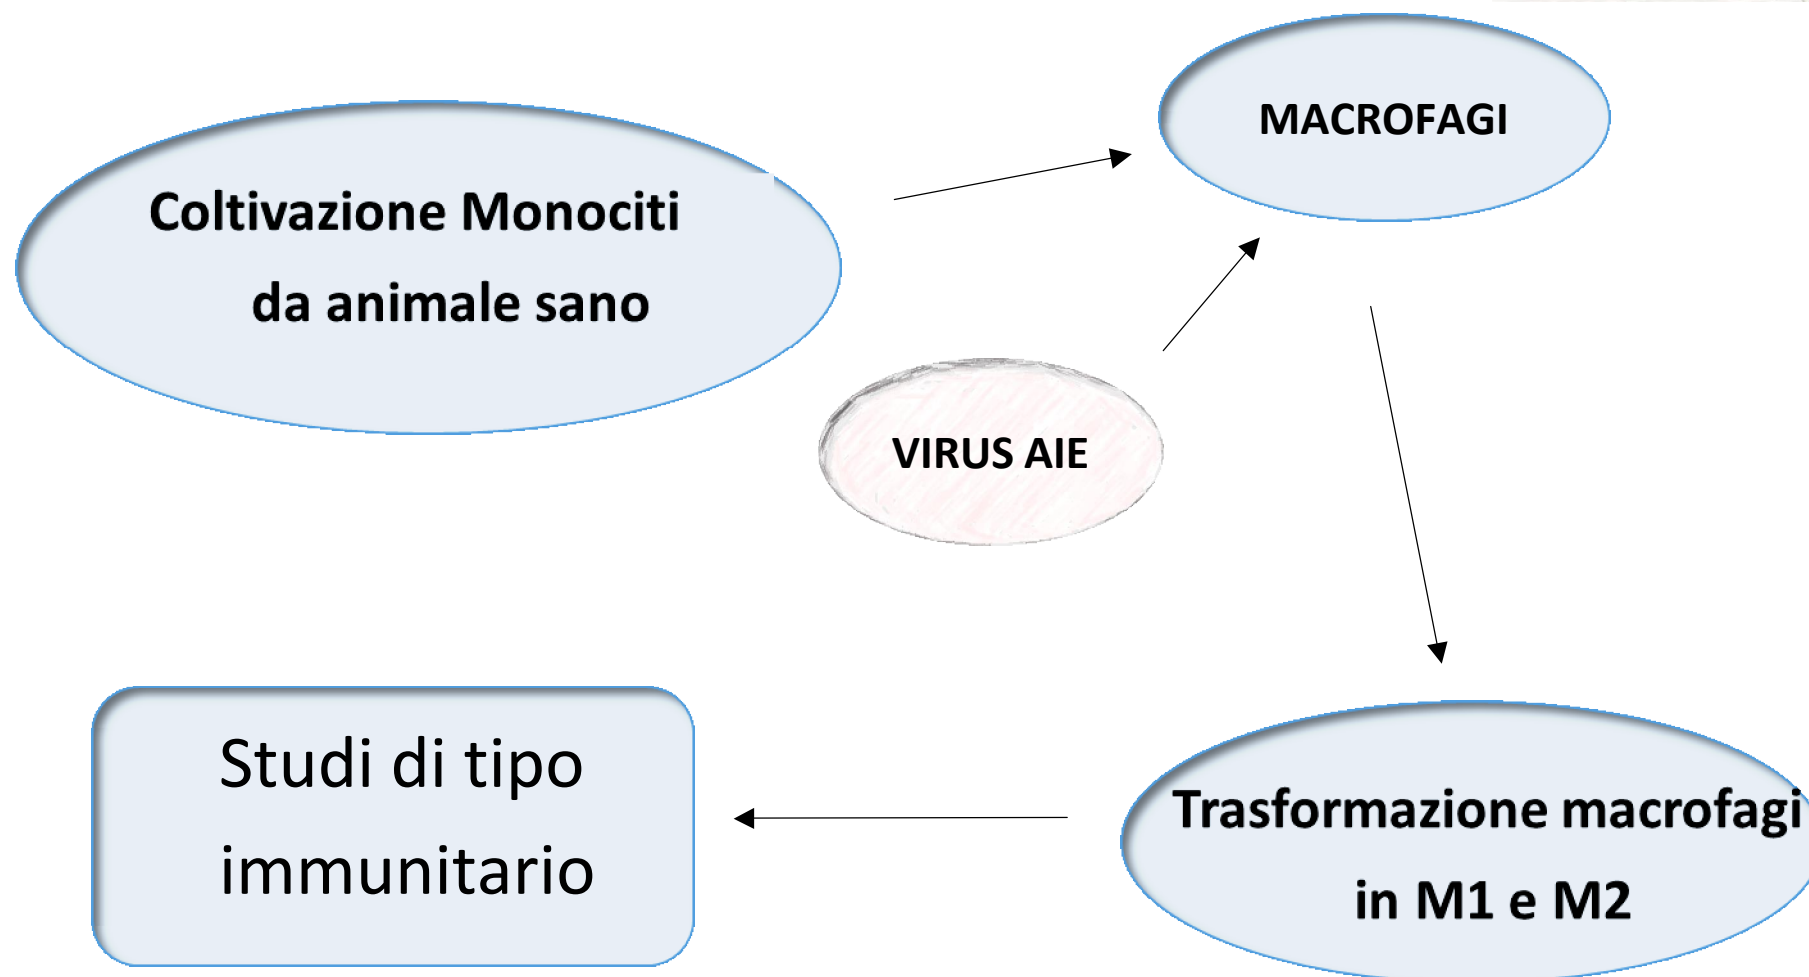 MACROFAGI
Coltivazione Monociti
da animale sano
VIRUS AIE
Studi di tipo
immunitario
Trasformazione macrofagi
in M1 e M2